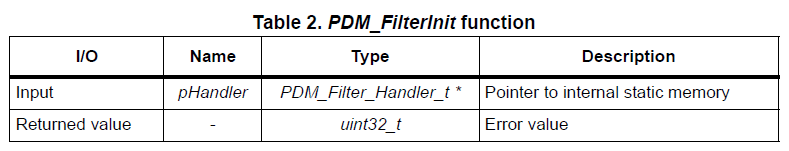 Table 2. PDM_FilterInit function
I/O Name Type Description
Input pHandler PDM_Filter_Handler_t * Pointer to internal static memory
Returned value - uint32_t Error value